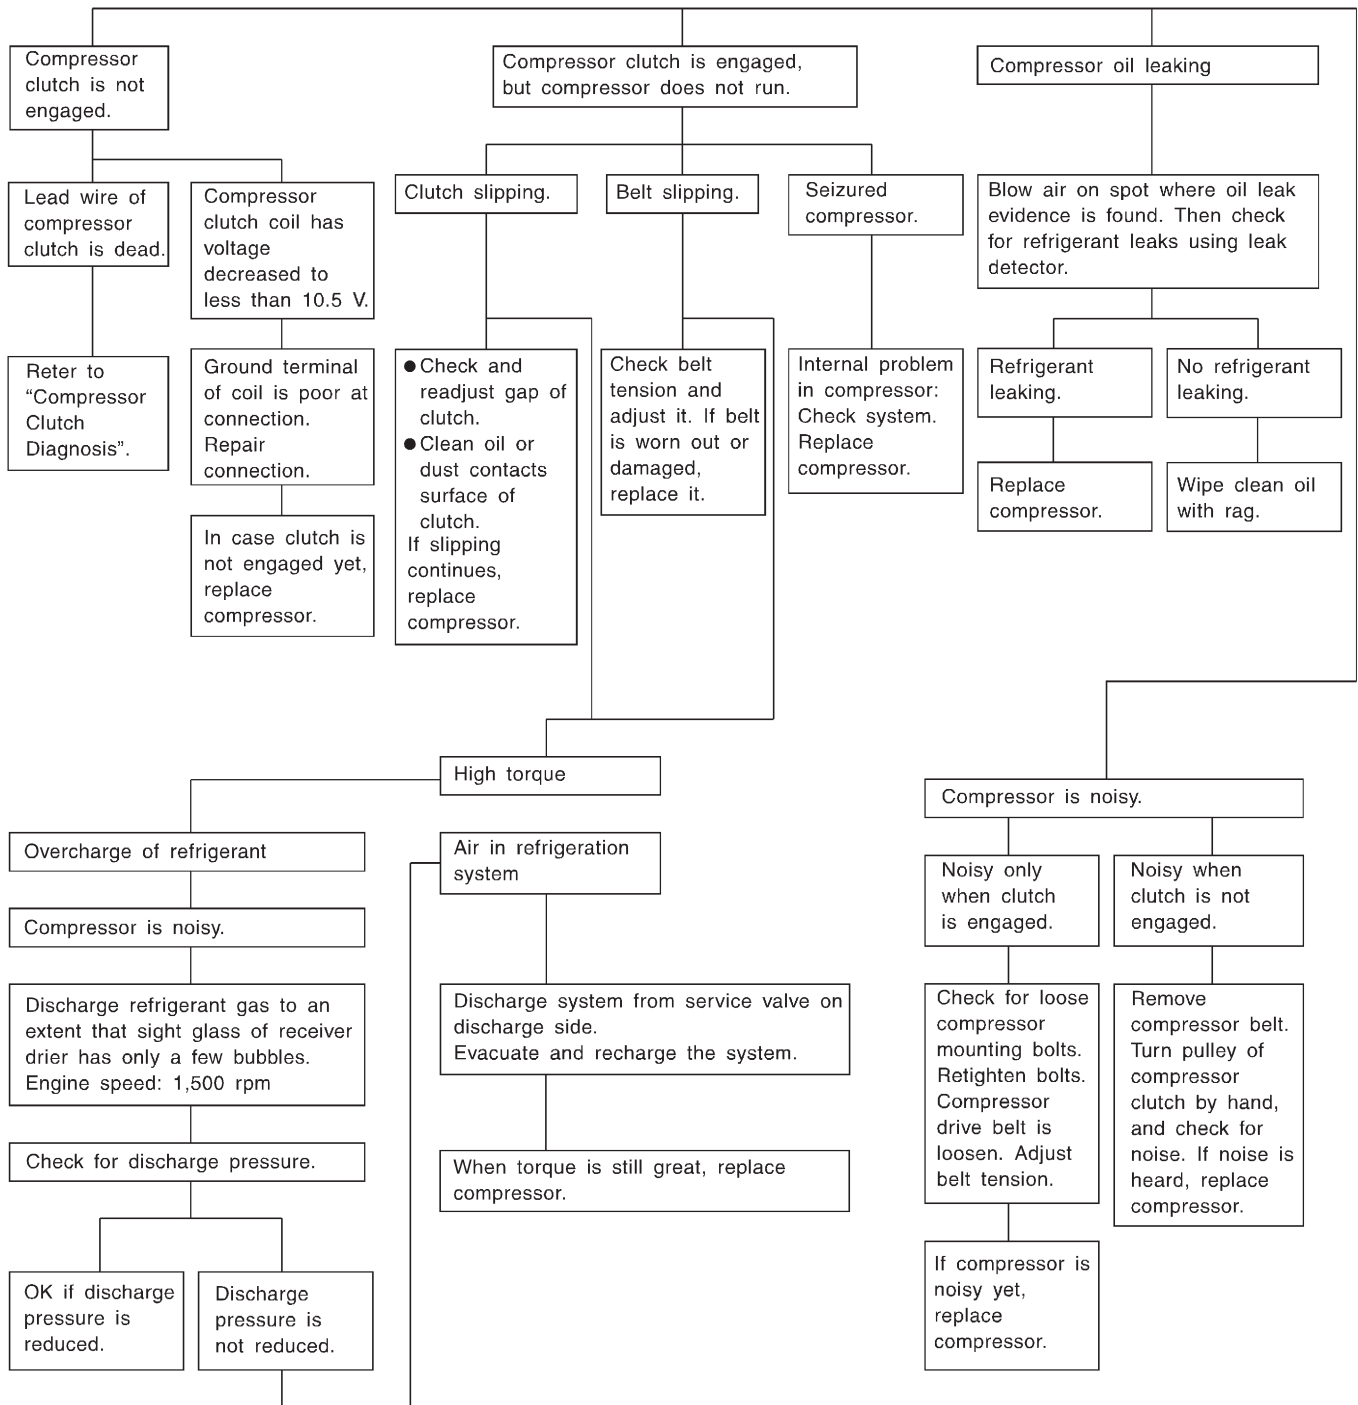 Compressor
clutch is not
engaged.
Compressor clutch is engaged,
but compressor does not run.
Compressor oil leaking
Lead wire of
compressor
clutch is dead.
Compressor
clutch coil has
voltage
decreased to
less than 10.5 V.
Clutch slipping.
Belt slipping.
Seizured
compressor.
Blow air on spot where oil leak
evidence is found. Then check
for refrigerant leaks using leak
detector.
Reter to
“Compressor
Clutch
Diagnosis”.
Ground terminal
of coil is poor at
connection.
Repair
connection.
● Check and
readjust gap of
clutch.
● Clean oil or
dust contacts
surface of
clutch.
If slipping
continues,
replace
compressor.
Check belt
tension and
adjust it. If belt
is worn out or
damaged,
replace it.
Internal problem
in compressor:
Check system.
Replace
compressor.
Refrigerant
leaking.
No refrigerant
leaking.
Replace
compressor.
Wipe clean oil
with rag.
In case clutch is
not engaged yet,
replace
compressor.
High torque
Overcharge of refrigerant
Compressor is noisy.
Discharge refrigerant gas to an
extent that sight glass of receiver
drier has only a few bubbles.
Engine speed: 1,500 rpm
Check for discharge pressure.
OK if discharge
pressure is
reduced.
Discharge
pressure is
not reduced.
Air in refrigeration
system
Discharge system from service valve on
discharge side.
Evacuate and recharge the system.
When torque is still great, replace
compressor.
Compressor is noisy.
Noisy only
when clutch
is engaged.
Noisy when
clutch is not
engaged.
Check for loose
compressor
mounting bolts.
Retighten bolts.
Compressor
drive belt is
loosen. Adjust
belt tension.
Remove
compressor belt.
Turn pulley of
compressor
clutch by hand,
and check for
noise. If noise is
heard, replace
compressor.
If compressor is
noisy yet,
replace
compressor.